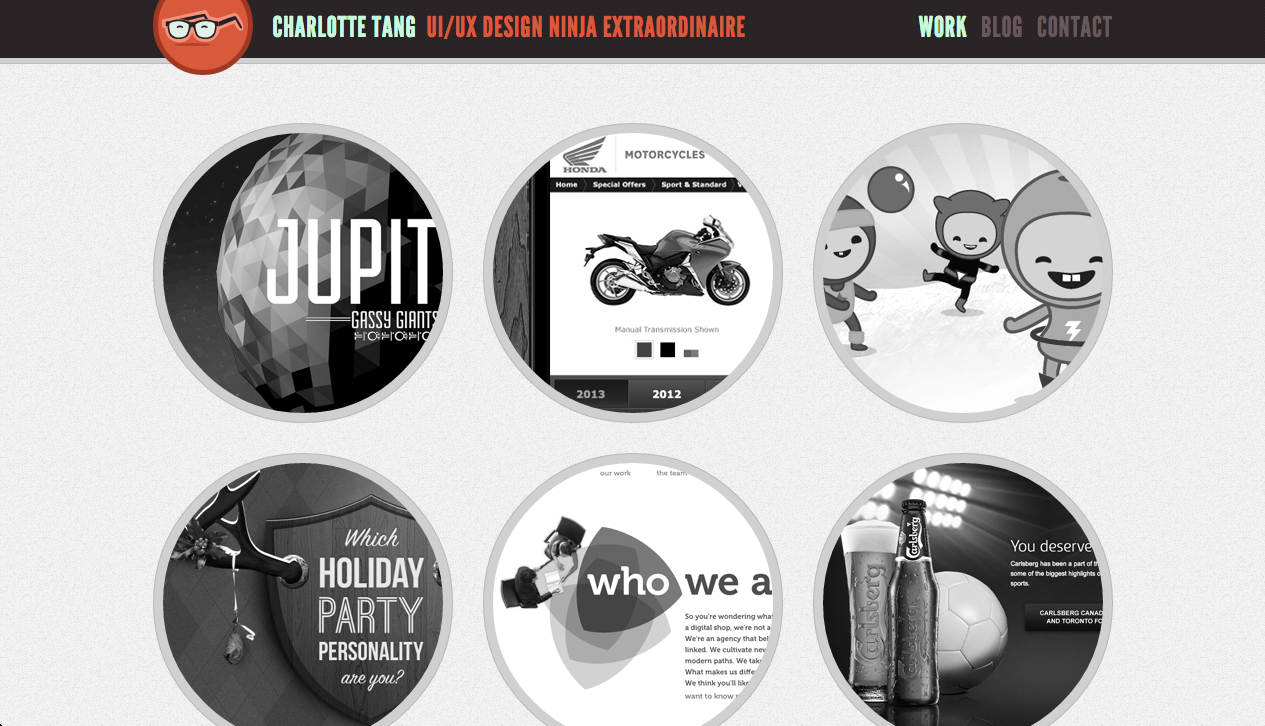 CHARLOTTE TANG UI/UX DESIGN NINJA EXTRAORDINAIRE
WORK BLOG CONTACT
JUPIT
GASSY GIANTS
HONDA
MOTORCYCLES
Home Special Offers Sport & Standard
Manual Transmission Shown
2013 2012
Which
HOLIDAY
PARTY
PERSONALITY
are you?
our work the team
who we a
So you're wondering what
a digital shop, we're not a
We're an agency that bel
linked. We cultivate new
modern paths. We take
What makes us diffe
We think you'll like
want to know
Carlsberg
Carlsberg
Carlsberg
You deserve
Carlsberg has been a part of th
some of the biggest highlights o
sports.
CARLSBERG CANAD
AND TORONTO FC